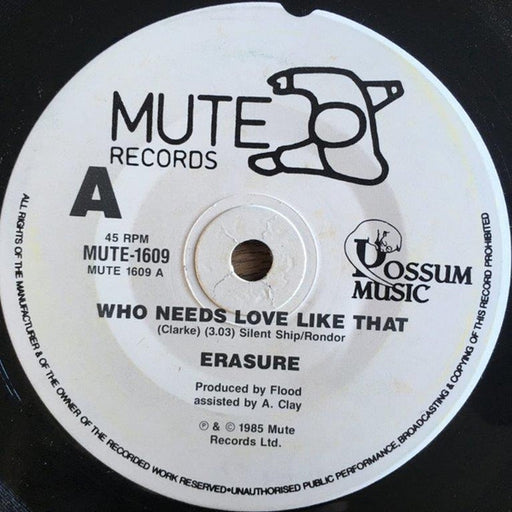 MUTE
RECORDS
A
45 RPM
MUTE-1609
MUTE 1609 A
POSSUM
MUSIC
WHO NEEDS LOVE LIKE THAT
(Clarke) (3.03) Silent Ship/Rondor
ERASURE
Produced by Flood
assisted by A. Clay
℗ & © 1985 Mute
Records Ltd.
ALL RIGHTS OF THE MANUFACTURER & OF THE OWNER OF THE RECORDED WORK RESERVED•UNAUTHORISED PUBLIC PERFORMANCE, BROADCASTING & COPYING OF THIS RECORD PROHIBITED